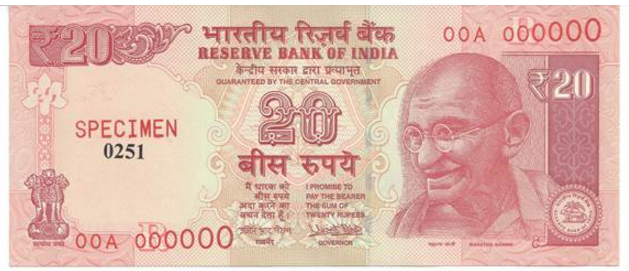 ₹20
भारतीय रिज़र्व बैंक
RESERVE BANK OF INDIA
केन्द्रीय सरकार द्वारा प्रत्याभूत
GUARANTEED BY THE CENTRAL GOVERNMENT
00A 000000
₹20
SPECIMEN
0251
20
बीस रुपये
मैं धारक को
बीस रुपये
अदा करने का
वचन देता हूँ।
I PROMISE TO
PAY THE BEARER
THE SUM OF
TWENTY RUPEES
गवर्नर
GOVERNOR
सत्यमेव जयते
00A 000000
R
R
महात्मा गांधी
MAHATMA GANDHI